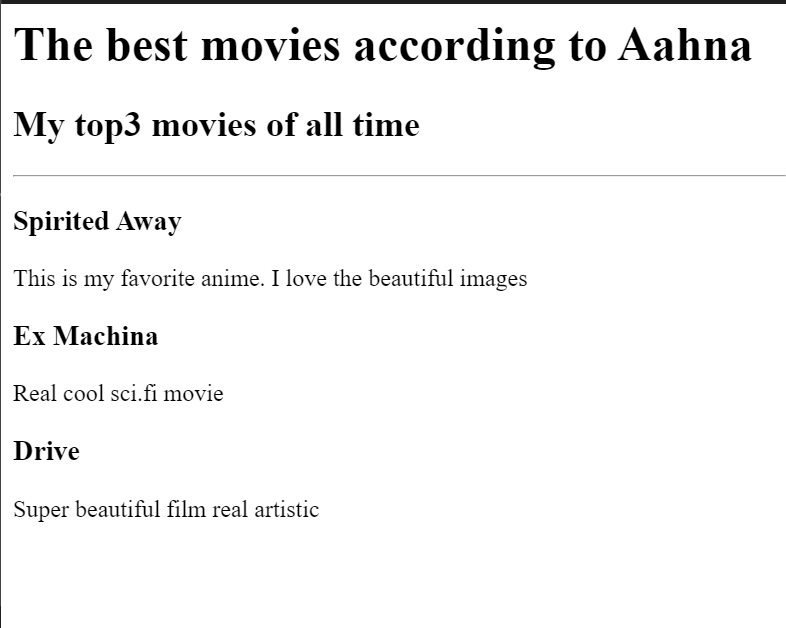 The best movies according to Aahna
My top3 movies of all time
Spirited Away
This is my favorite anime. I love the beautiful images
Ex Machina
Real cool sci.fi movie
Drive
Super beautiful film real artistic